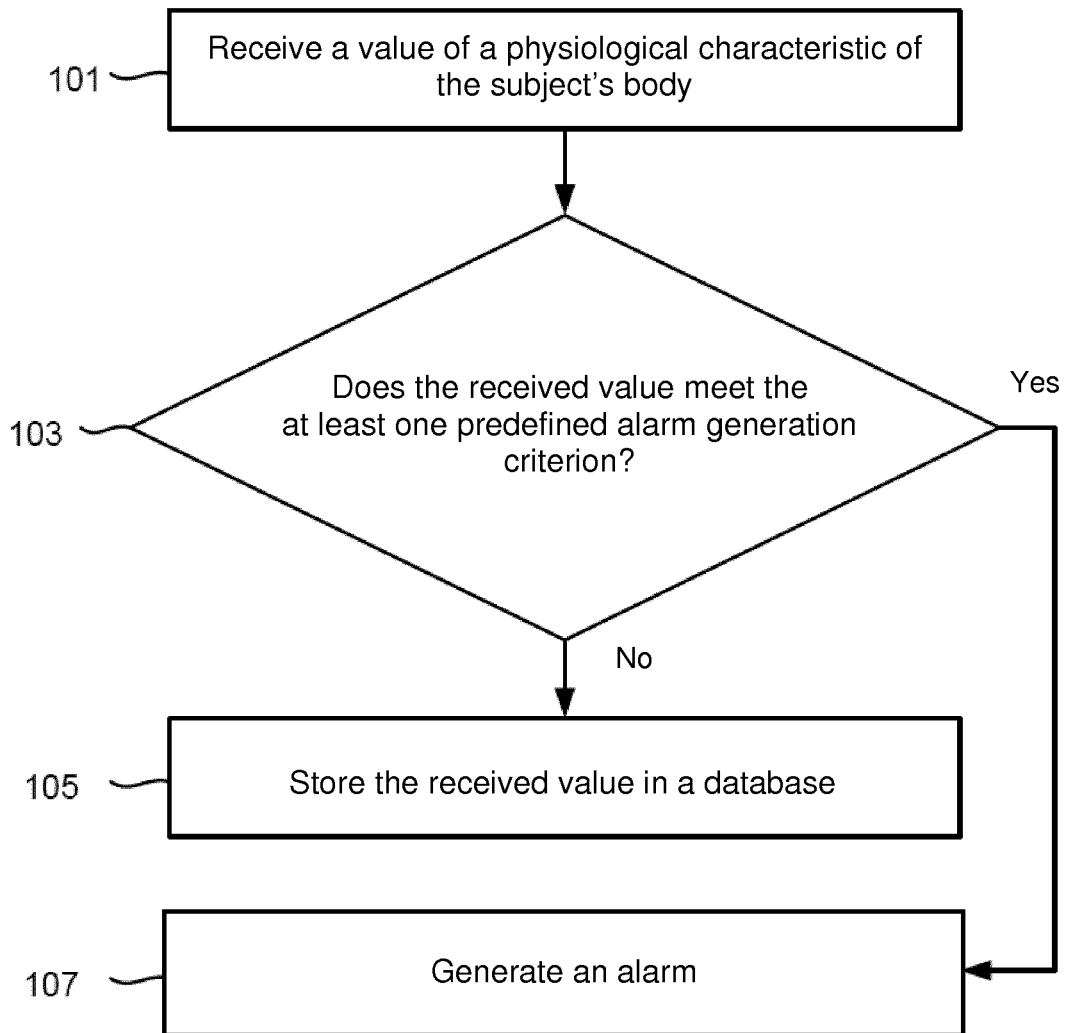 Receive a value of a physiological characteristic of
the subject's body
101
Does the received value meet the
at least one predefined alarm generation
criterion?
Yes
103
No
Store the received value in a database
105
Generate an alarm
107